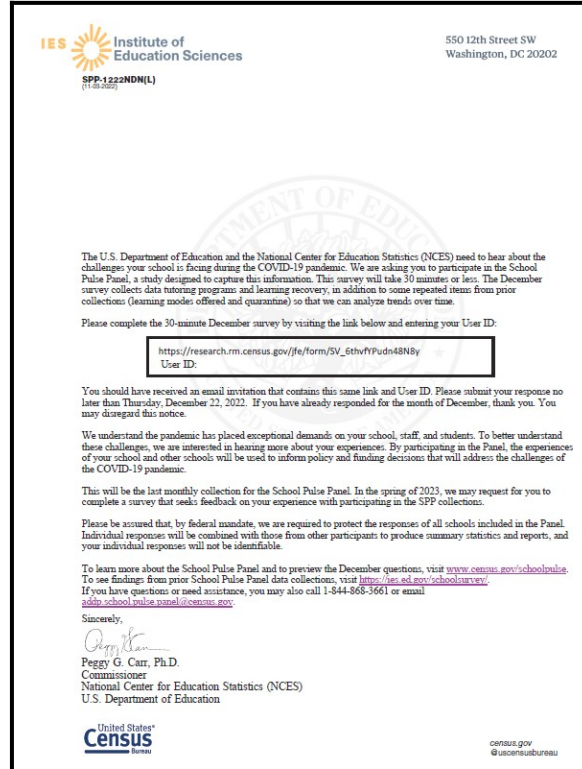 IES Institute of
Education Sciences
550 12th Street SW
Washington, DC 20202
SPP-1222NDN(L)
(11-03-2022)
The U.S. Department of Education and the National Center for Education Statistics (NCES) need to hear about the
challenges your school is facing during the COVID-19 pandemic. We are asking you to participate in the School
Pulse Panel, a study designed to capture this information. This survey will take 30 minutes or less. The December
survey collects data tutoring programs and learning recovery, in addition to some repeated items from prior
collections (learning modes offered and quarantine) so that we can analyze trends over time.
Please complete the 30-minute December survey by visiting the link below and entering your User ID:
https://research.rm.census.gov/jfe/form/SV_6thvfYPudn48N8y
User ID:
You should have received an email invitation that contains this same link and User ID. Please submit your response no
later than Thursday, December 22, 2022. If you have already responded for the month of December, thank you. You
may disregard this notice.
We understand the pandemic has placed exceptional demands on your school, staff, and students. To better understand
these challenges, we are interested in hearing more about your experiences. By participating in the Panel, the experiences
of your school and other schools will be used to inform policy and funding decisions that will address the challenges of
the COVID-19 pandemic.
This will be the last monthly collection for the School Pulse Panel. In the spring of 2023, we may request for you to
complete a survey that seeks feedback on your experience with participating in the SPP collections.
Please be assured that, by federal mandate, we are required to protect the responses of all schools included in the Panel.
Individual responses will be combined with those from other participants to produce summary statistics and reports, and
your individual responses will not be identifiable.
To learn more about the School Pulse Panel and to preview the December questions, visit www.census.gov/schoolpulse.
To see findings from prior School Pulse Panel data collections, visit https://ies.ed.gov/schoolsurvey/.
If you have questions or need assistance, you may also call 1-844-868-3661 or email
addp.school.pulse.panel@census.gov.
Sincerely,
Peggy G. Carr, Ph.D.
Commissioner
National Center for Education Statistics (NCES)
U.S. Department of Education
United States®
Census
Bureau
census.gov
@uscensusbureau